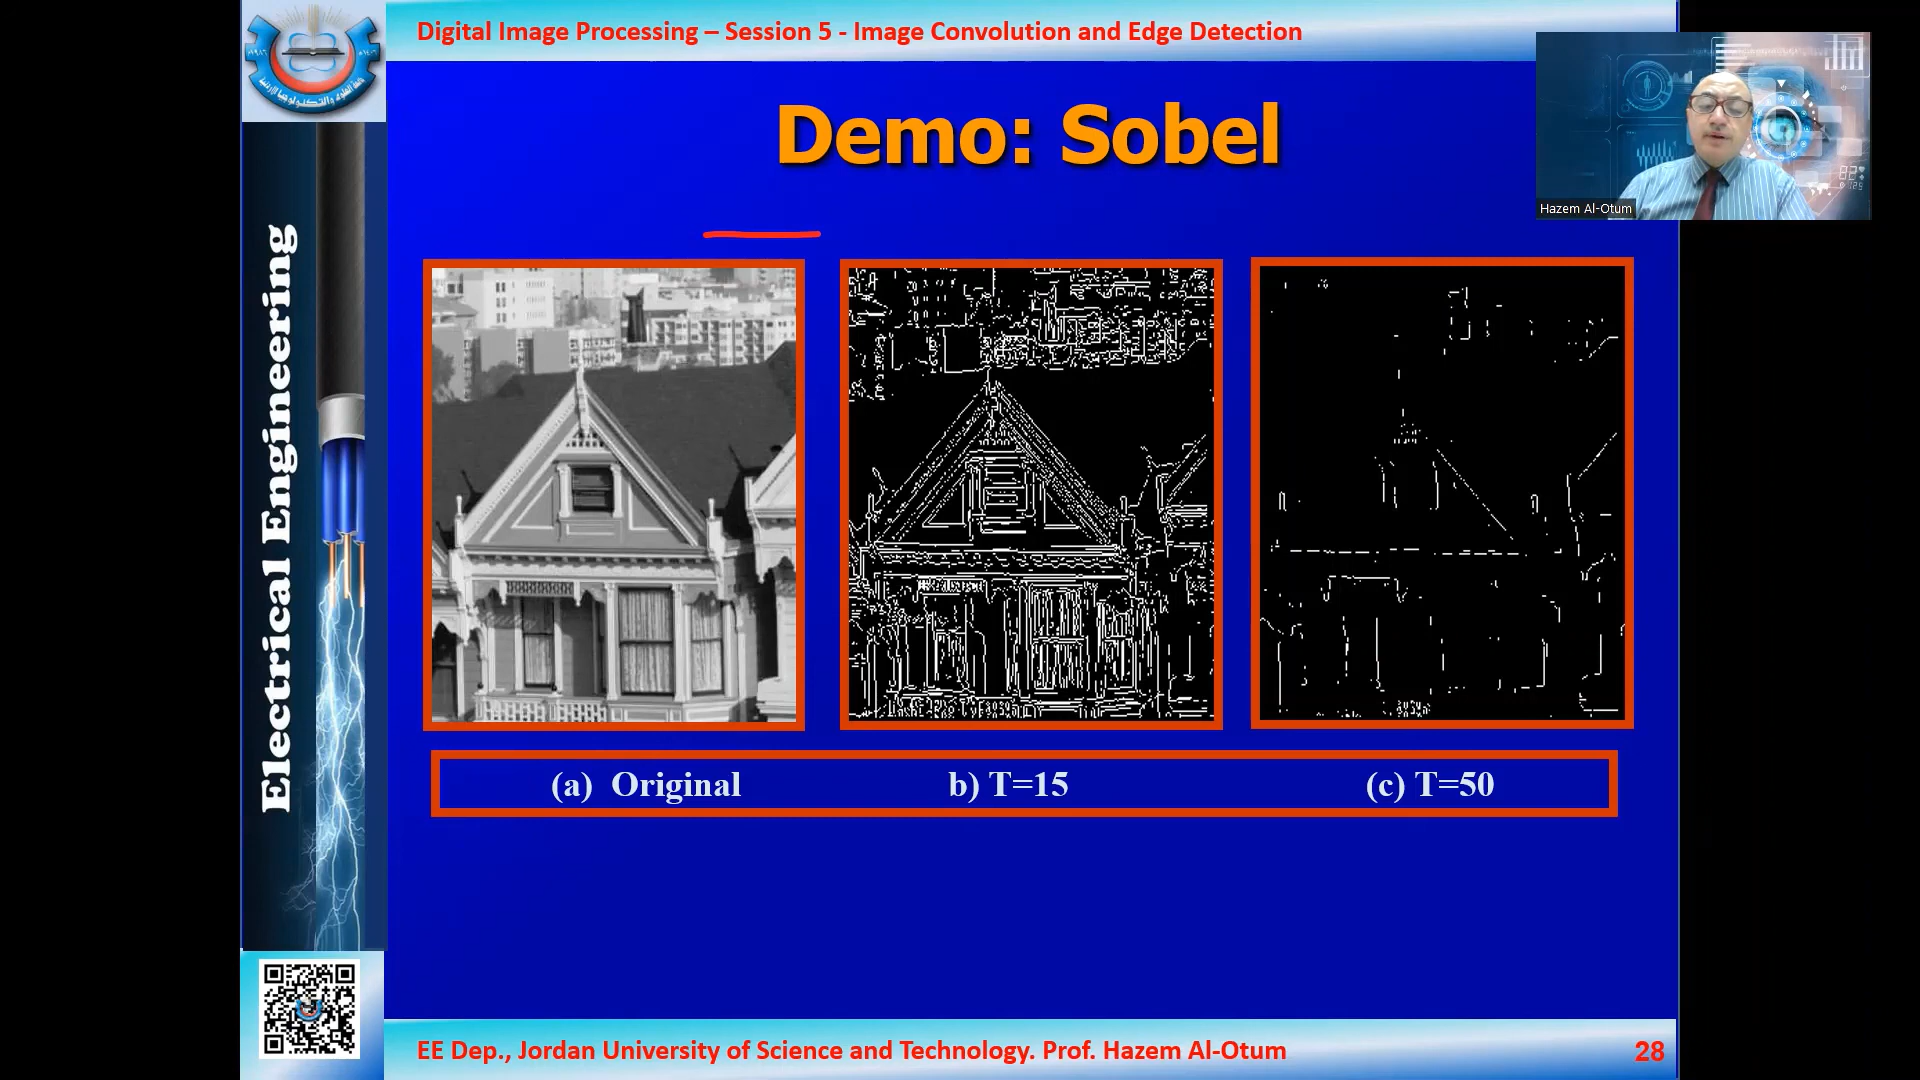 Digital Image Processing – Session 5 - Image Convolution and Edge Detection
Demo: Sobel
Hazem Al-Otum
Electrical Engineering
(a) Original b) T=15 (c) T=50
EE Dep., Jordan University of Science and Technology. Prof. Hazem Al-Otum
28